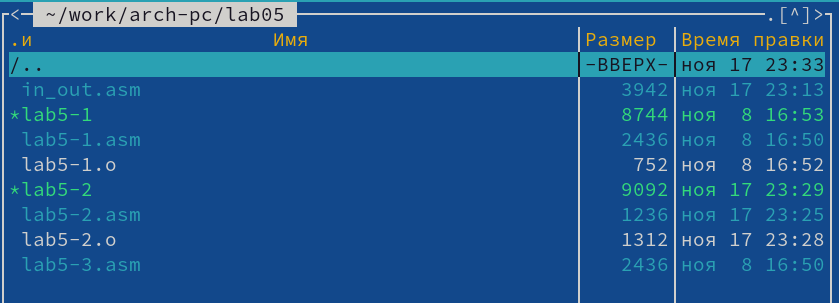 <─ ~/work/arch-pc/lab05 ─.[^]>
.и Имя Размер Время правки
/.. -ВВЕРХ- ноя 17 23:33
in_out.asm 3942 ноя 17 23:13
*lab5-1 8744 ноя 8 16:53
lab5-1.asm 2436 ноя 8 16:50
lab5-1.o 752 ноя 8 16:52
*lab5-2 9092 ноя 17 23:29
lab5-2.asm 1236 ноя 17 23:25
lab5-2.o 1312 ноя 17 23:28
lab5-3.asm 2436 ноя 8 16:50